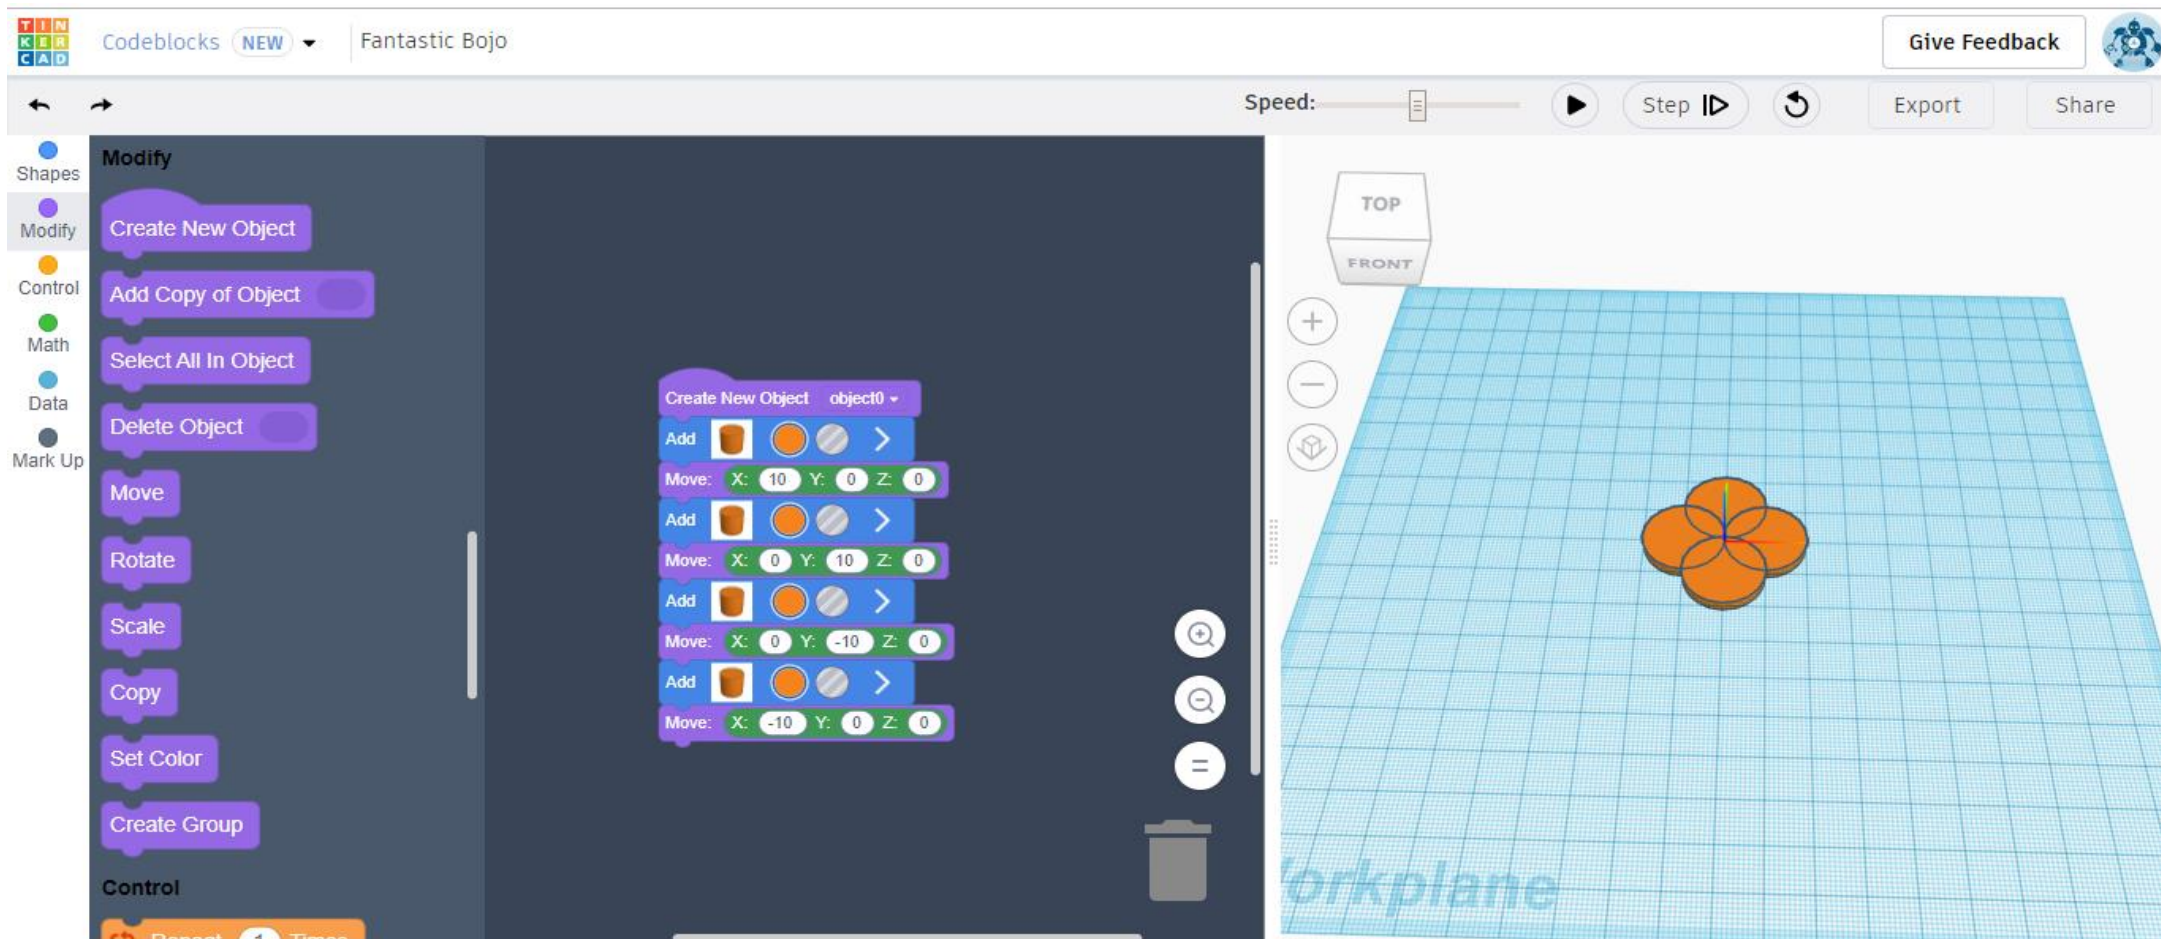 TIN
KER
CAD
Codeblocks NEW
Fantastic Bojo
Give Feedback
Speed:
Step
Export
Share
Shapes
Modify
Control
Math
Data
Mark Up
Modify
Create New Object
Add Copy of Object
Select All In Object
Delete Object
Move
Rotate
Scale
Copy
Set Color
Create Group
Control
Repeat 1 Times
Create New Object object0
Add
Move: X: 10 Y: 0 Z: 0
Add
Move: X: 0 Y: 10 Z: 0
Add
Move: X: 0 Y: -10 Z: 0
Add
Move: X: -10 Y: 0 Z: 0
TOP
FRONT
orkplane